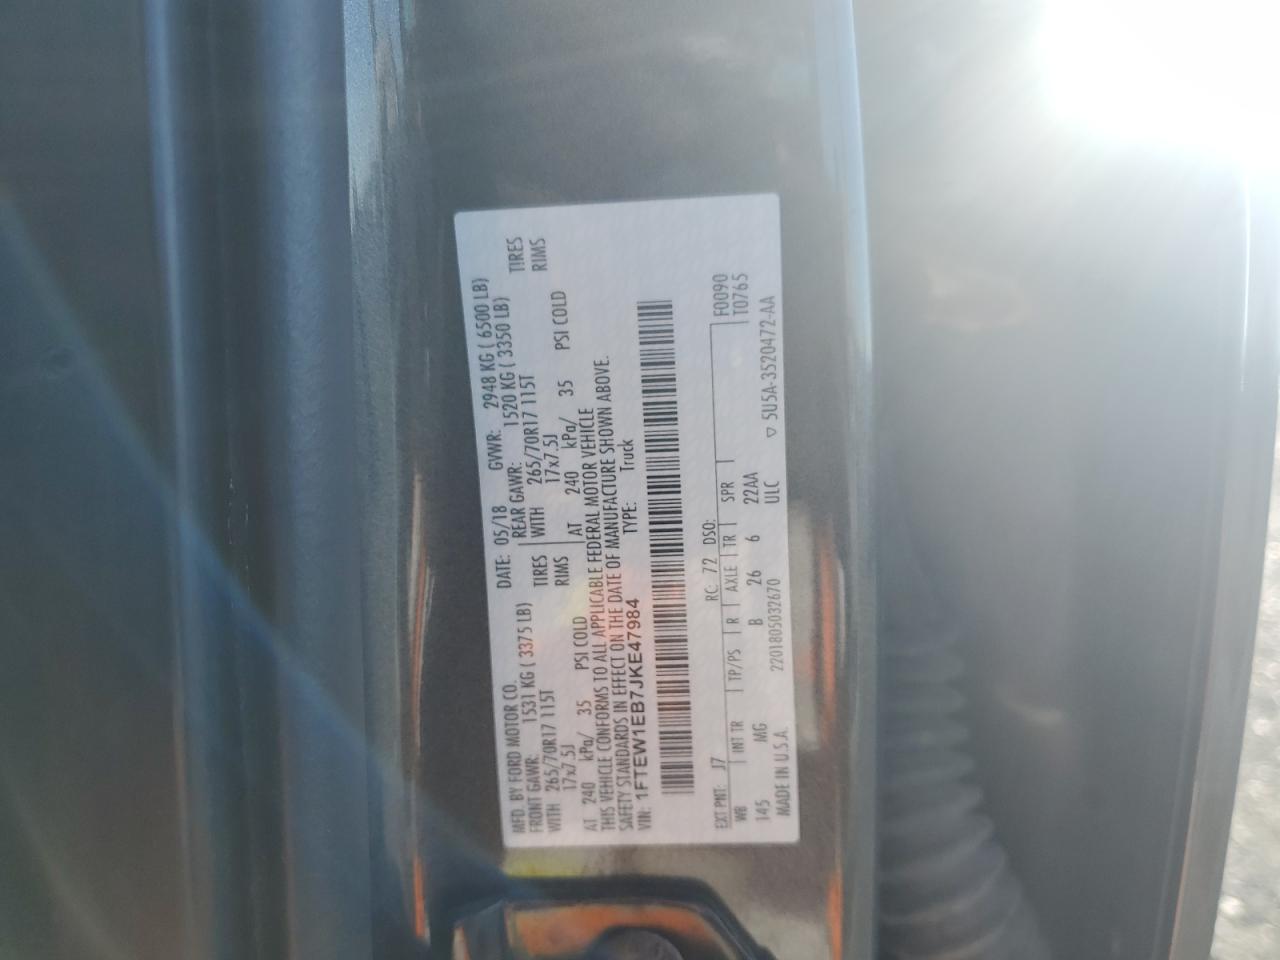 MFD. BY FORD MOTOR CO.
DATE: 05/18 GVWR: 2948 KG ( 6500 LB)
FRONT GAWR: 1531 KG ( 3375 LB) REAR GAWR: 1520 KG ( 3350 LB)
WITH 265/70R17 115T TIRES WITH 265/70R17 115T TIRES
17x7.5J RIMS 17x7.5J RIMS
AT 240 kPa/ 35 PSI COLD AT 240 kPa/ 35 PSI COLD
THIS VEHICLE CONFORMS TO ALL APPLICABLE FEDERAL MOTOR VEHICLE
SAFETY STANDARDS IN EFFECT ON THE DATE OF MANUFACTURE SHOWN ABOVE.
VIN: 1FTEW1EB7JKE47984 TYPE: Truck
EXT PNT: J7 RC: 72 DSO: F0090
WB INT TR TP/PS R AXLE TR SPR T0765
145 MG B 26 6 22AA
MADE IN U.S.A. 2201805032670 ULC ▽ 5U5A-3520472-AA